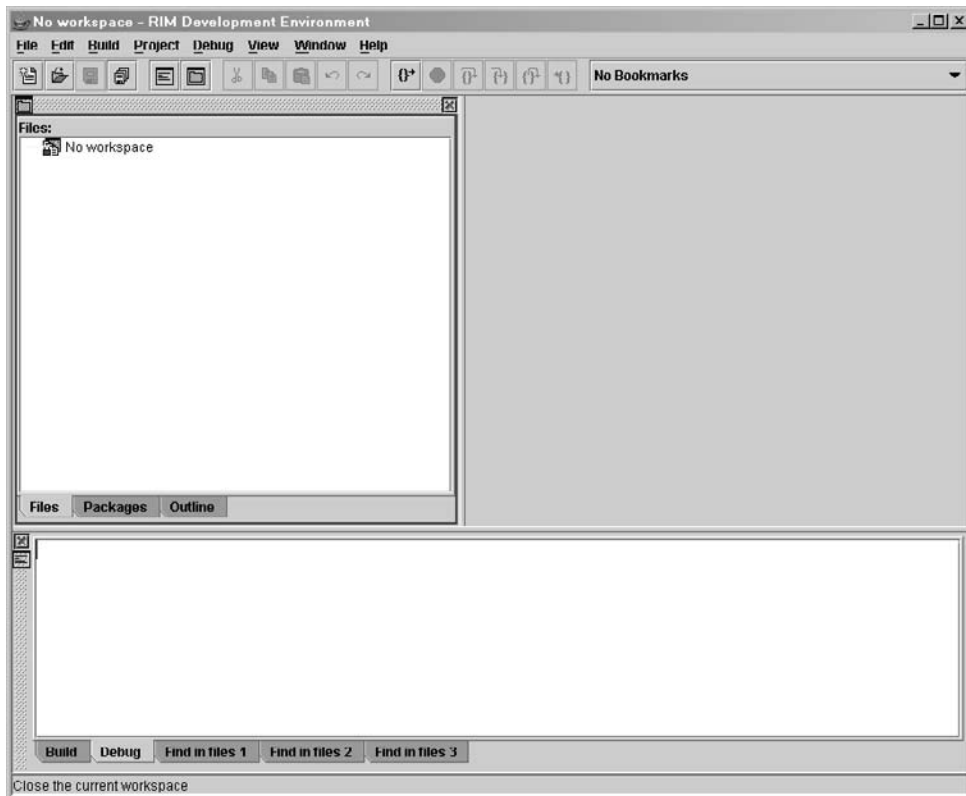 No workspace - RIM Development Environment
File Edit Build Project Debug View Window Help
No Bookmarks
Files:
No workspace
Files Packages Outline
Build Debug Find in files 1 Find in files 2 Find in files 3
Close the current workspace